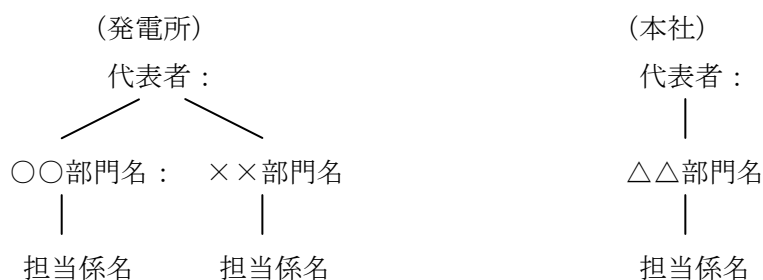 （発電所）　（本社）
代表者：　代表者：
○○部門名：　××部門名　△△部門名
担当係名　担当係名　担当係名